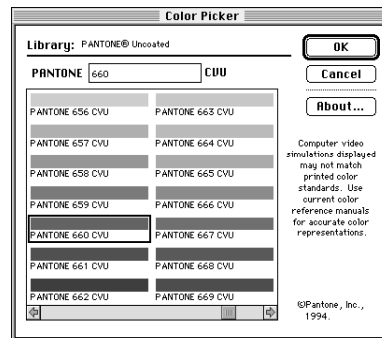 Color Picker
Library: PANTONE® Uncoated
PANTONE 660 CVU
PANTONE 656 CVU
PANTONE 657 CVU
PANTONE 658 CVU
PANTONE 659 CVU
PANTONE 660 CVU
PANTONE 661 CVU
PANTONE 662 CVU
PANTONE 663 CVU
PANTONE 664 CVU
PANTONE 665 CVU
PANTONE 666 CVU
PANTONE 667 CVU
PANTONE 668 CVU
PANTONE 669 CVU
OK
Cancel
About...
Computer video
simulations displayed
may not match
printed color
standards. Use
current color
reference manuals
for accurate color
representations.
©Pantone, Inc.,
1994.